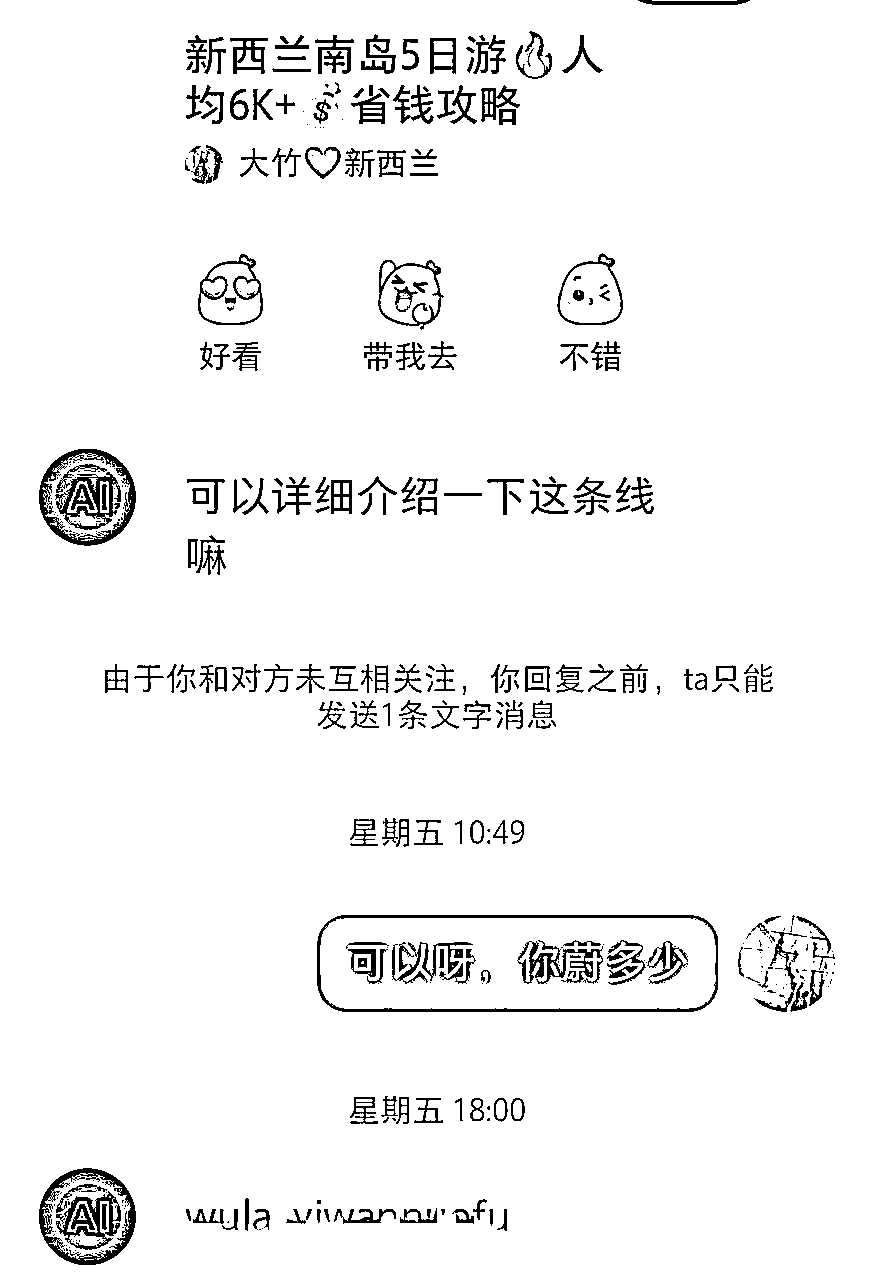 新西兰南岛5日游🔥人
均6K+💰省钱攻略
大竹♡新西兰
好看 带我去 不错
AI
可以详细介绍一下这条线
嘛
由于你和对方未互相关注，你回复之前，ta只能
发送1条文字消息
星期五 10:49
可以呀。你蔚多少
星期五 18:00
AI
wula